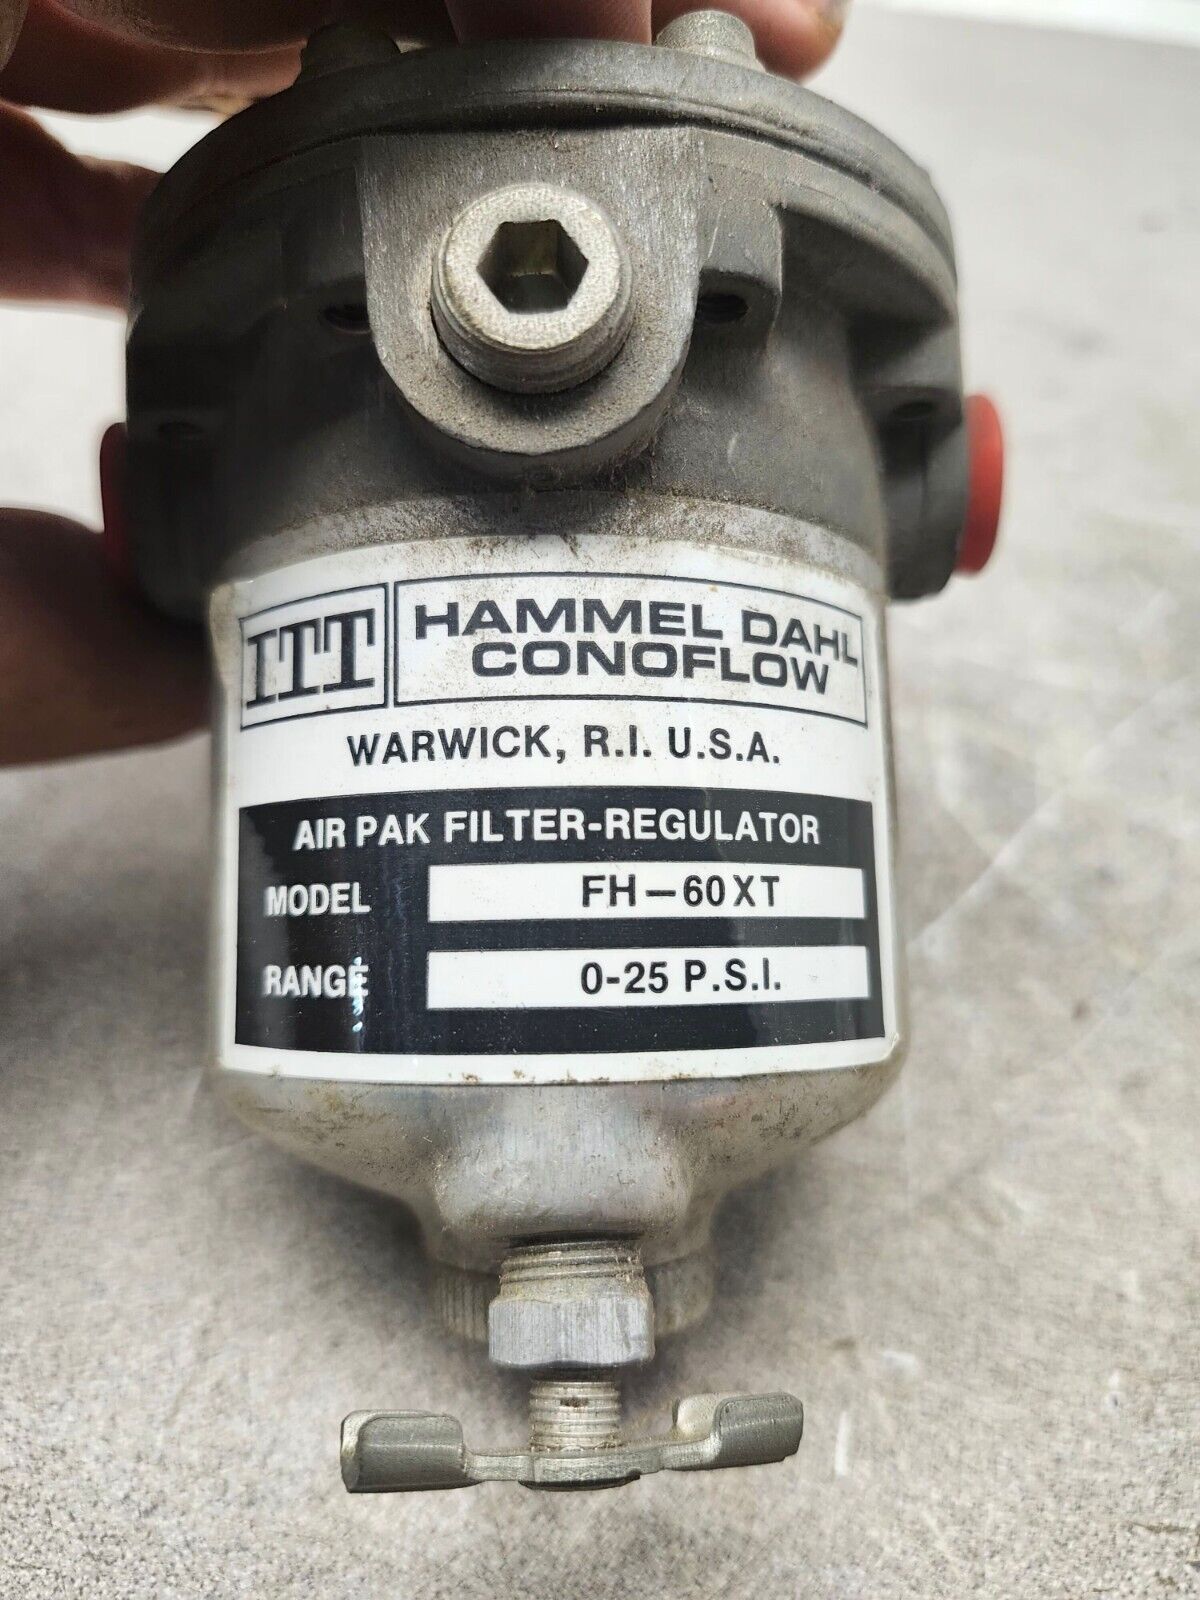 ITT HAMMEL DAHL
CONOFLOW
WARWICK, R.I. U.S.A.
AIR PAK FILTER-REGULATOR
MODEL FH-60XT
RANGE 0-25 P.S.I.